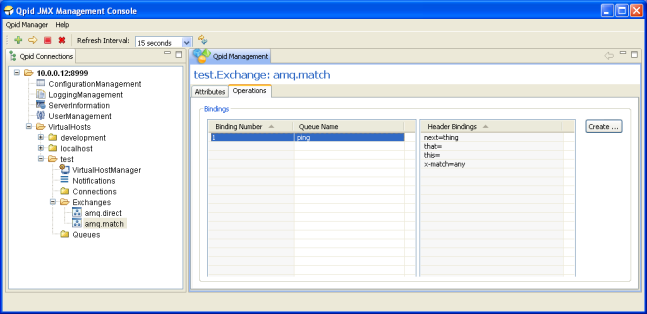 Qpid JMX Management Console
Qpid Manager Help
Refresh Interval: 15 seconds
Qpid Connections
10.0.0.12:8999
ConfigurationManagement
LoggingManagement
ServerInformation
UserManagement
VirtualHosts
development
localhost
test
VirtualHostManager
Notifications
Connections
Exchanges
amq.direct
amq.match
Queues
Qpid Management
test.Exchange: amq.match
Attributes Operations
Bindings
Binding Number Queue Name
1 ping
Header Bindings
next=thing
that=
this=
x-match=any
Create ...